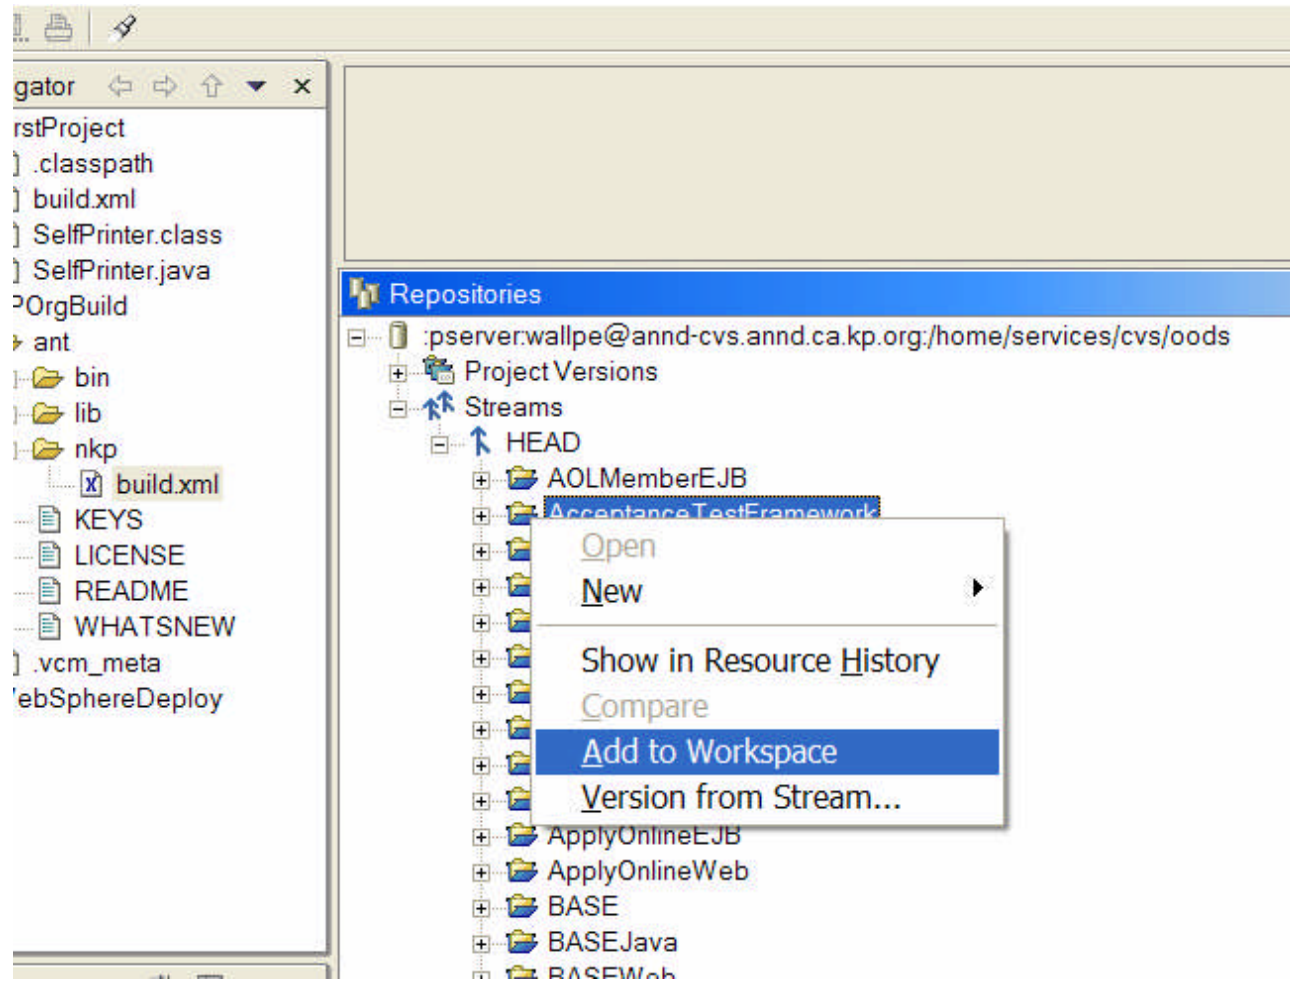 gator
rstProject
.classpath
build.xml
SelfPrinter.class
SelfPrinter.java
POrgBuild
ant
bin
lib
nkp
build.xml
KEYS
LICENSE
README
WHATSNEW
.vcm_meta
ebSphereDeploy
Repositories
:pserver:wallpe@annd-cvs.annd.ca.kp.org:/home/services/cvs/oods
Project Versions
Streams
HEAD
AOLMemberEJB
AcceptanceTestFramework
Open
New
Show in Resource History
Compare
Add to Workspace
Version from Stream...
ApplyOnlineEJB
ApplyOnlineWeb
BASE
BASEJava
BASEWeb